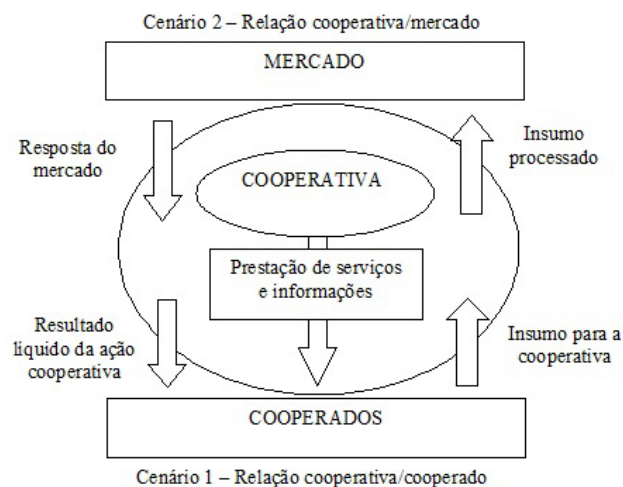 Cenário 2 – Relação cooperativa/mercado
MERCADO
Resposta do
mercado
Insumo
processado
COOPERATIVA
Prestação de serviços
e informações
Resultado
líquido da ação
cooperativa
Insumo para a
cooperativa
COOPERADOS
Cenário 1 – Relação cooperativa/cooperado